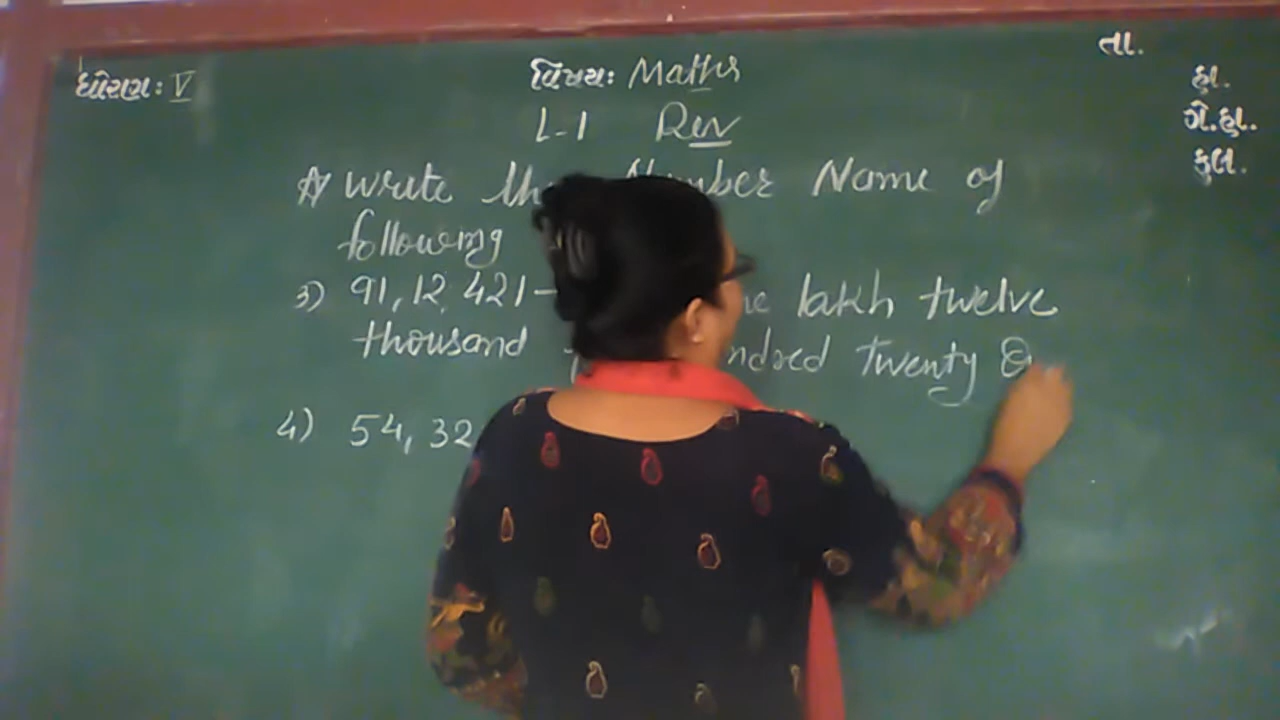 ધોરણ: V
વિષય: Maths
તા.
L-1 Rev
હા.
ગે.હા.
કુલ.
Write the Number Name of
following
3) 91,12,421 - lakh twelve
thousand twenty
4) 54, 32